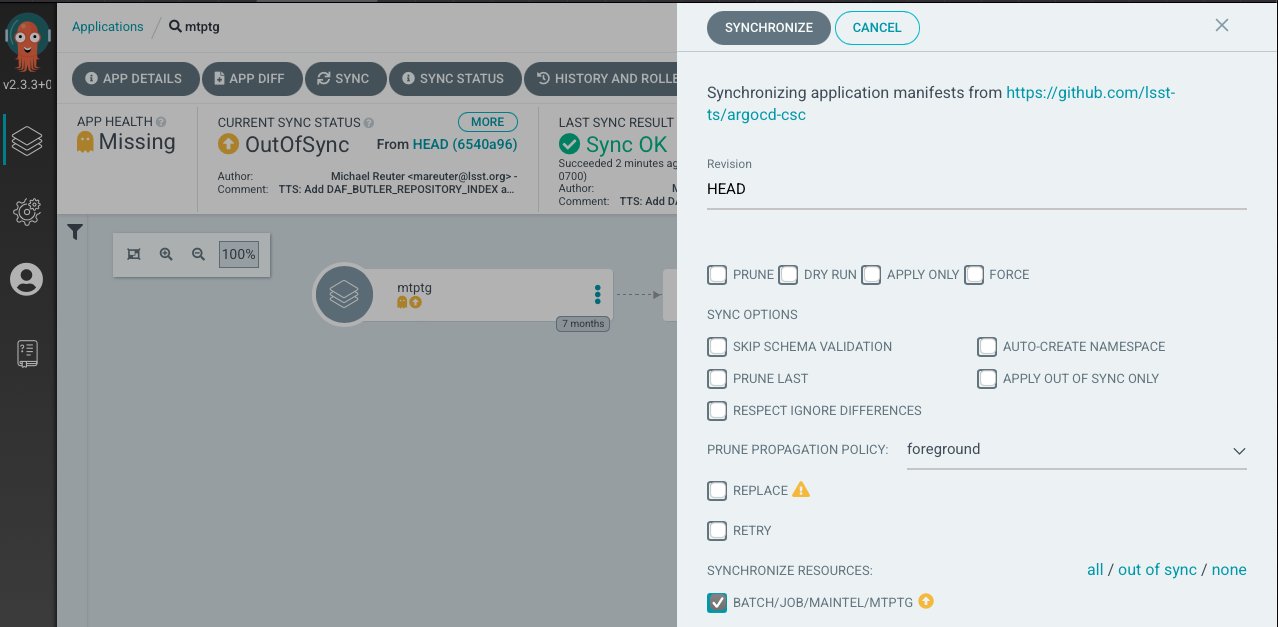 v2.3.3+0
Applications / mtptg
APP DETAILS APP DIFF SYNC SYNC STATUS HISTORY AND ROLLB
APP HEALTH
Missing
CURRENT SYNC STATUS MORE
OutOfSync From HEAD (6540a96)
Author: Michael Reuter <mareuter@lsst.org> -
Comment: TTS: Add DAF_BUTLER_REPOSITORY_INDEX a...
LAST SYNC RESULT
Sync OK
Succeeded 2 minutes ag
0700)
Author: M
Comment: TTS: Add DA
100%
mtptg
7 months
SYNCHRONIZE CANCEL
Synchronizing application manifests from https://github.com/lsst-
ts/argocd-csc
Revision
HEAD
PRUNE DRY RUN APPLY ONLY FORCE
SYNC OPTIONS
SKIP SCHEMA VALIDATION AUTO-CREATE NAMESPACE
PRUNE LAST APPLY OUT OF SYNC ONLY
RESPECT IGNORE DIFFERENCES
PRUNE PROPAGATION POLICY: foreground
REPLACE
RETRY
SYNCHRONIZE RESOURCES: all / out of sync / none
BATCH/JOB/MAINTEL/MTPTG